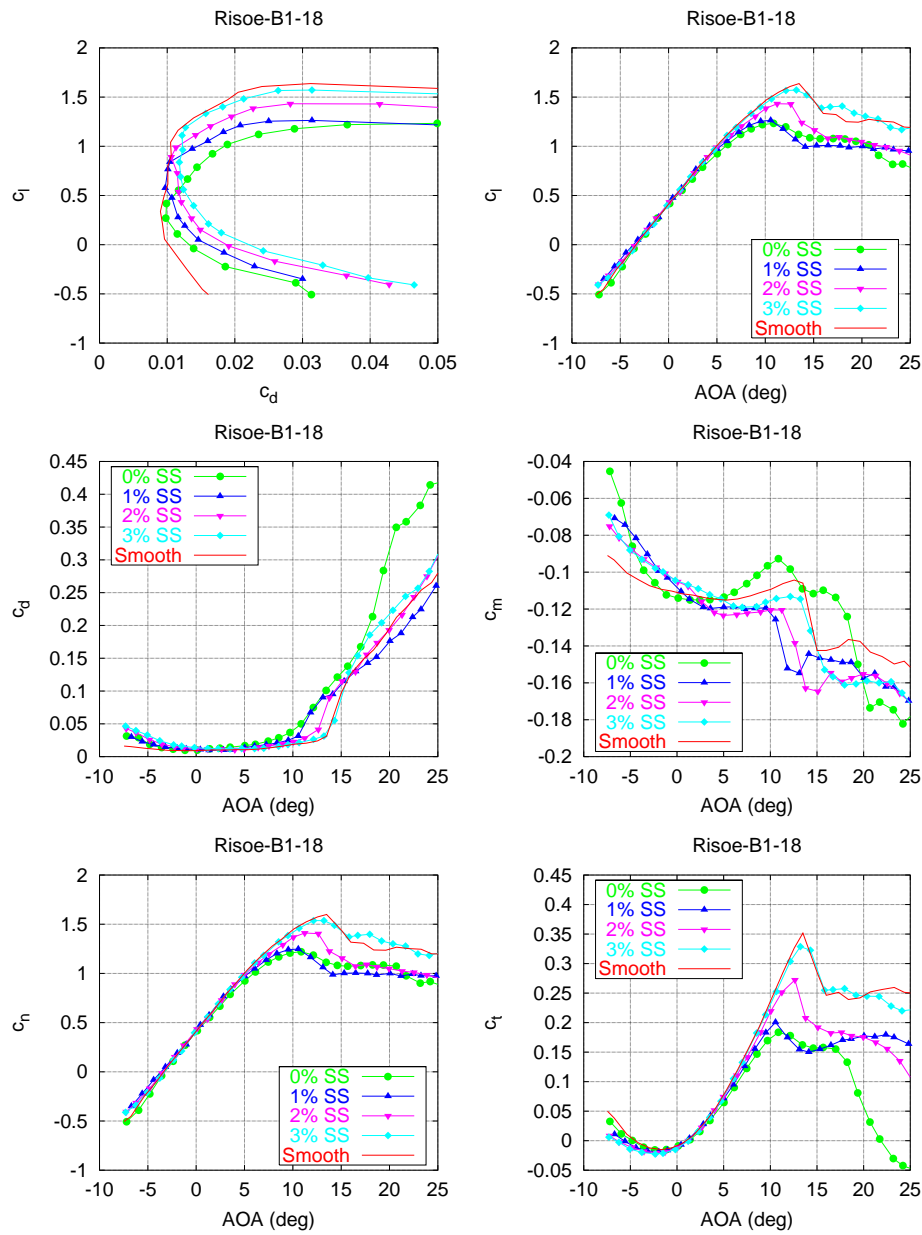 Risoe-B1-18
2
1.5
1
0.5
0
-0.5
-1
c_l
0 0.01 0.02 0.03 0.04 0.05
c_d
Risoe-B1-18
2
1.5
1
0.5
0
-0.5
-1
c_l
0% SS
1% SS
2% SS
3% SS
Smooth
-10 -5 0 5 10 15 20 25
AOA (deg)
Risoe-B1-18
0.45
0.4
0.35
0.3
0.25
0.2
0.15
0.1
0.05
0
c_d
0% SS
1% SS
2% SS
3% SS
Smooth
-10 -5 0 5 10 15 20 25
AOA (deg)
Risoe-B1-18
-0.04
-0.06
-0.08
-0.1
-0.12
-0.14
-0.16
-0.18
-0.2
c_m
0% SS
1% SS
2% SS
3% SS
Smooth
-10 -5 0 5 10 15 20 25
AOA (deg)
Risoe-B1-18
2
1.5
1
0.5
0
-0.5
-1
c_n
0% SS
1% SS
2% SS
3% SS
Smooth
-10 -5 0 5 10 15 20 25
AOA (deg)
Risoe-B1-18
0.45
0.4
0.35
0.3
0.25
0.2
0.15
0.1
0.05
0
-0.05
c_t
0% SS
1% SS
2% SS
3% SS
Smooth
-10 -5 0 5 10 15 20 25
AOA (deg)